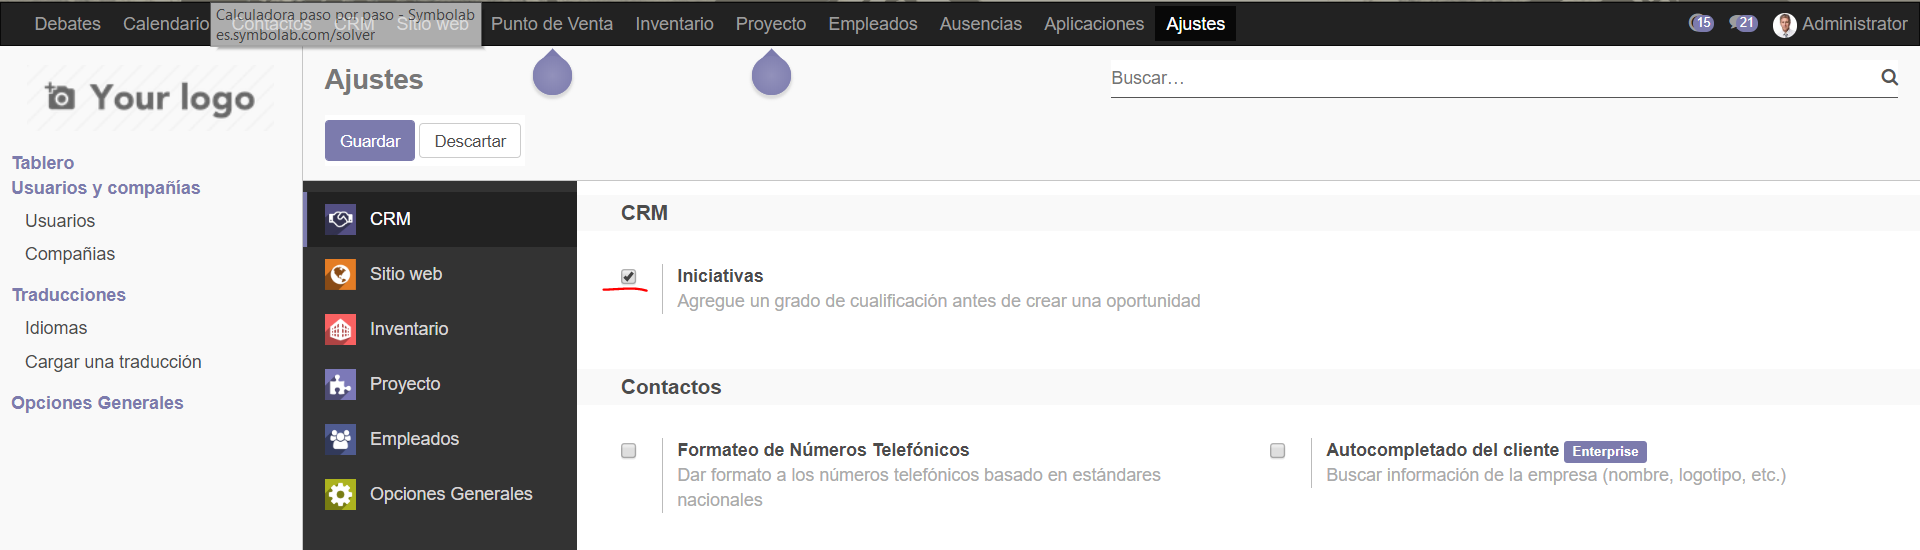 Debates Calendario Contactos CRM Sitio web Punto de Venta Inventario Proyecto Empleados Ausencias Aplicaciones Ajustes 15 21 Administrator
Calculadora paso por paso - Symbolab
es.symbolab.com/solver
Your logo
Ajustes
Buscar...
Guardar Descartar
Tablero
Usuarios y compañías
Usuarios
Compañias
Traducciones
Idiomas
Cargar una traducción
Opciones Generales
CRM
Sitio web
Inventario
Proyecto
Empleados
Opciones Generales
CRM
Iniciativas
Agregue un grado de cualificación antes de crear una oportunidad
Contactos
Formateo de Números Telefónicos
Dar formato a los números telefónicos basado en estándares
nacionales
Autocompletado del cliente Enterprise
Buscar información de la empresa (nombre, logotipo, etc.)